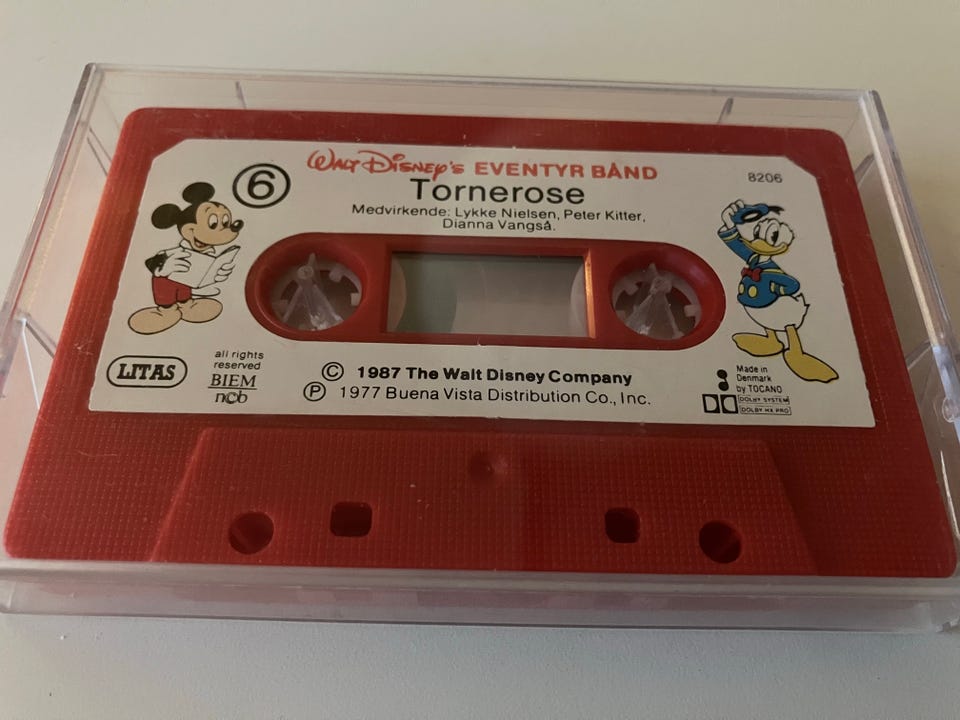 6
WALT DISNEY'S EVENTYR BÅND
8206
Tornerose
Medvirkende: Lykke Nielsen, Peter Kitter,
Dianna Vangså.
LITAS
all rights
reserved
BIEM
ncb
© 1987 The Walt Disney Company
℗ 1977 Buena Vista Distribution Co., Inc.
Made in
Denmark
by TOCANO
DOLBY SYSTEM
DOLBY HX PRO